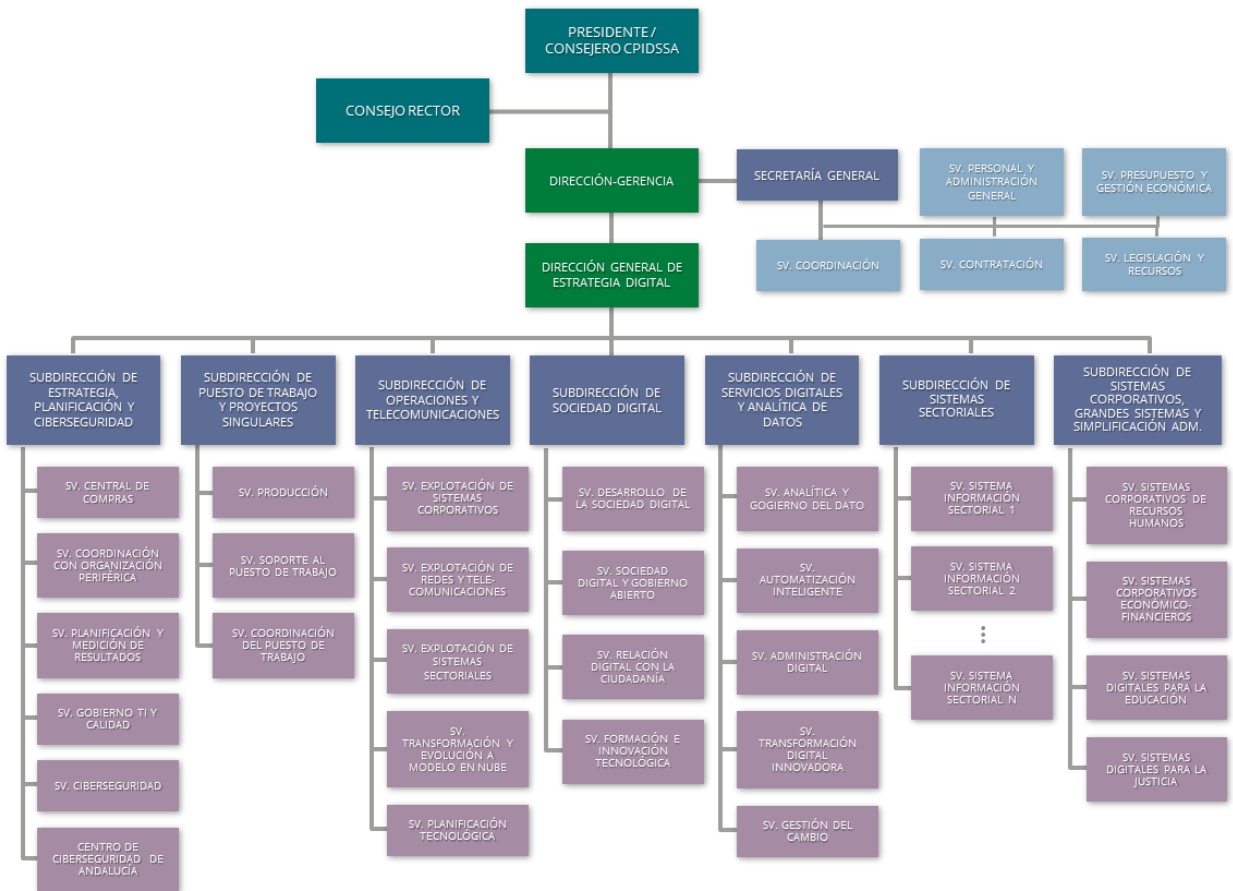 PRESIDENTE /
CONSEJERO CPIDSSA
CONSEJO RECTOR
DIRECCIÓN-GERENCIA
SECRETARÍA GENERAL
SV. PERSONAL Y
ADMINISTRACIÓN
GENERAL
SV. PRESUPUESTO Y
GESTIÓN ECONÓMICA
SV. COORDINACIÓN
SV. CONTRATACIÓN
SV. LEGISLACIÓN Y
RECURSOS
DIRECCIÓN GENERAL DE
ESTRATEGIA DIGITAL
SUBDIRECCIÓN DE
ESTRATEGIA,
PLANIFICACIÓN Y
CIBERSEGURIDAD
SV. CENTRAL DE
COMPRAS
SV. COORDINACIÓN
CON ORGANIZACIÓN
PERIFÉRICA
SV. PLANIFICACIÓN Y
MEDICIÓN DE
RESULTADOS
SV. GOBIERNO TI Y
CALIDAD
SV. CIBERSEGURIDAD
CENTRO DE
CIBERSEGURIDAD DE
ANDALUCÍA
SUBDIRECCIÓN DE
PUESTO DE TRABAJO
Y PROYECTOS
SINGULARES
SV. PRODUCCIÓN
SV. SOPORTE AL
PUESTO DE TRABAJO
SV. COORDINACIÓN
DEL PUESTO DE
TRABAJO
SUBDIRECCIÓN DE
OPERACIONES Y
TELECOMUNICACIONES
SV. EXPLOTACIÓN DE
SISTEMAS
CORPORATIVOS
SV. EXPLOTACIÓN DE
REDES Y TELE-
COMUNICACIONES
SV. EXPLOTACIÓN DE
SISTEMAS
SECTORIALES
SV.
TRANSFORMACIÓN Y
EVOLUCIÓN A
MODELO EN NUBE
SV. PLANIFICACIÓN
TECNOLÓGICA
SUBDIRECCIÓN DE
SOCIEDAD DIGITAL
SV. DESARROLLO DE
LA SOCIEDAD DIGITAL
SV. SOCIEDAD
DIGITAL Y GOBIERNO
ABIERTO
SV. RELACIÓN
DIGITAL CON LA
CIUDADANÍA
SV. FORMACIÓN E
INNOVACIÓN
TECNOLÓGICA
SUBDIRECCIÓN DE
SERVICIOS DIGITALES
Y ANALÍTICA DE
DATOS
SV. ANALÍTICA Y
GOGIERNO DEL DATO
SV.
AUTOMATIZACIÓN
INTELIGENTE
SV. ADMINISTRACIÓN
DIGITAL
SV.
TRANSFORMACIÓN
DIGITAL
INNOVADORA
SV. GESTIÓN DEL
CAMBIO
SUBDIRECCIÓN DE
SISTEMAS
SECTORIALES
SV. SISTEMA
INFORMACIÓN
SECTORIAL 1
SV. SISTEMA
INFORMACIÓN
SECTORIAL 2
SV. SISTEMA
INFORMACIÓN
SECTORIAL N
SUBDIRECCIÓN DE
SISTEMAS
CORPORATIVOS,
GRANDES SISTEMAS Y
SIMPLIFICACIÓN ADM.
SV. SISTEMAS
CORPORATIVOS DE
RECURSOS
HUMANOS
SV. SISTEMAS
CORPORATIVOS
ECONÓMICO-
FINANCIEROS
SV. SISTEMAS
DIGITALES PARA LA
EDUCACIÓN
SV. SISTEMAS
DIGITALES PARA LA
JUSTICIA